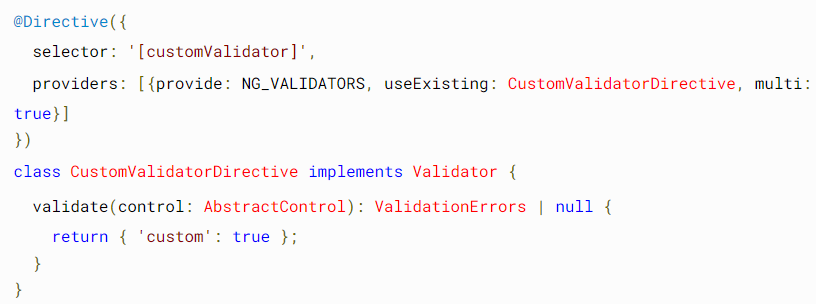 @Directive({
  selector: '[customValidator]',
  providers: [{provide: NG_VALIDATORS, useExisting: CustomValidatorDirective, multi:
true}]
})
class CustomValidatorDirective implements Validator {
  validate(control: AbstractControl): ValidationErrors | null {
    return { 'custom': true };
  }
}